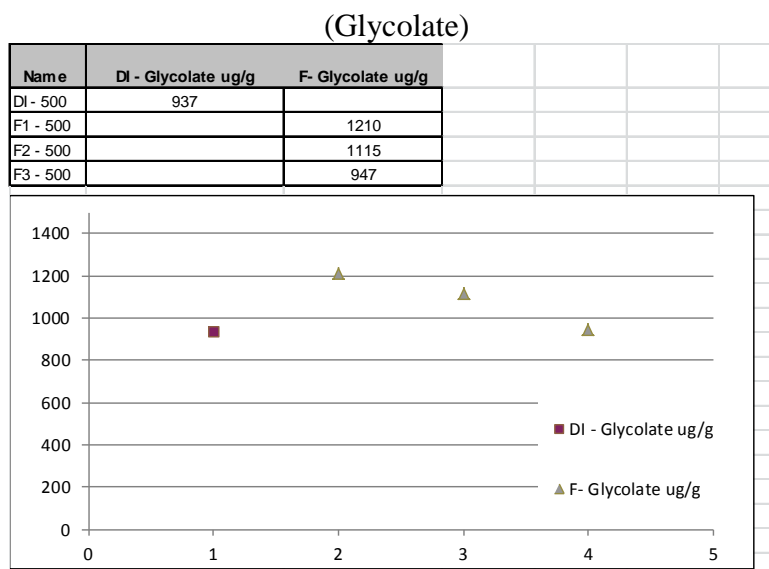 (Glycolate)
Name DI - Glycolate ug/g F- Glycolate ug/g
DI - 500 937
F1 - 500 1210
F2 - 500 1115
F3 - 500 947
1400
1200
1000
800
600
400
200
0
DI - Glycolate ug/g
F- Glycolate ug/g
0 1 2 3 4 5